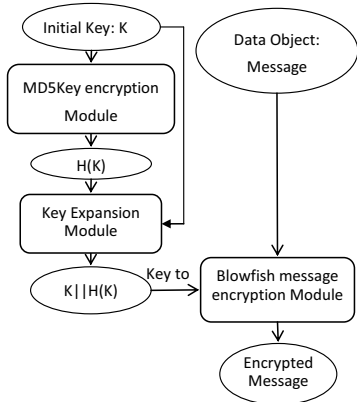 Initial Key: K
Data Object:
Message
MD5Key encryption
Module
H(K)
Key Expansion
Module
K||H(K)
Key to
Blowfish message
encryption Module
Encrypted
Message